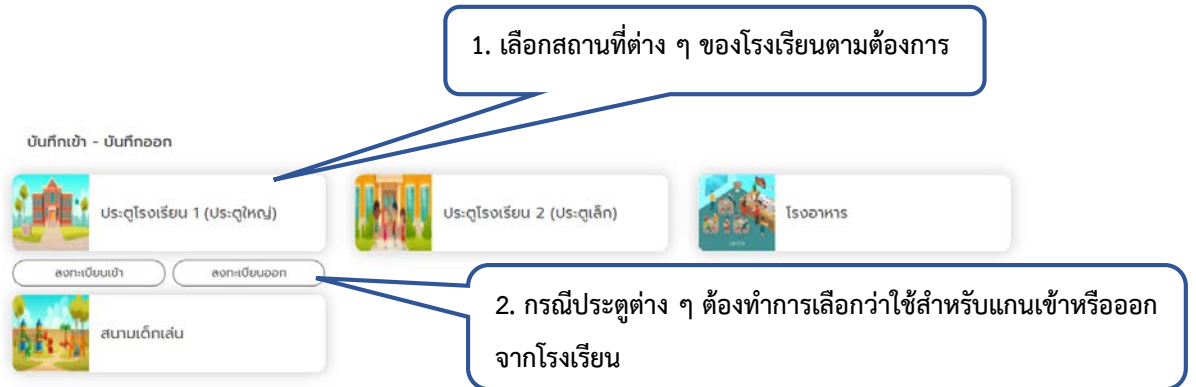 1. เลือกสถานที่ต่าง ๆ ของโรงเรียนตามต้องการ
บันทึกเข้า - บันทึกออก
ประตูโรงเรียน 1 (ประตูใหญ่)
ประตูโรงเรียน 2 (ประตูเล็ก)
โรงอาหาร
ลงทะเบียนเข้า
ลงทะเบียนออก
2. กรณีประตูต่าง ๆ ต้องทำการเลือกว่าใช้สำหรับแกนเข้าหรือออก
จากโรงเรียน
สนามเด็กเล่น